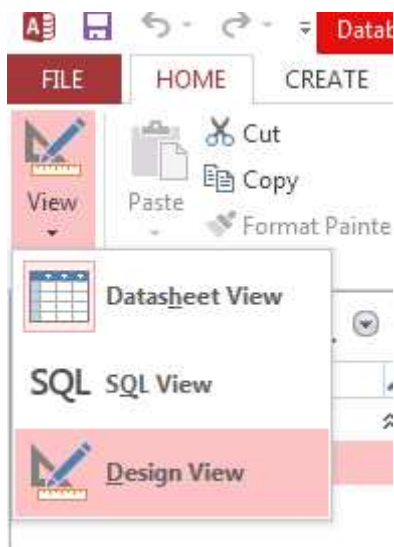 Datab
FILE HOME CREATE
View
Paste
Cut
Copy
Format Painte
Datasheet View
SQL SQL View
Design View